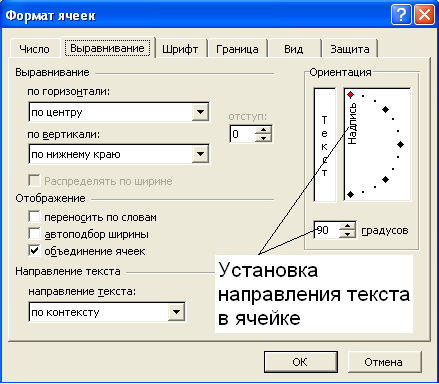 Формат ячеек
Число Выравнивание Шрифт Граница Вид Защита
Выравнивание
по горизонтали:
по центру
отступ:
по вертикали:
0
по нижнему краю
Распределять по ширине
Отображение
переносить по словам
автоподбор ширины
объединение ячеек
Направление текста
направление текста:
по контексту
Ориентация
Текст
Надпись
90 градусов
Установка
направления текста
в ячейке
ОК Отмена